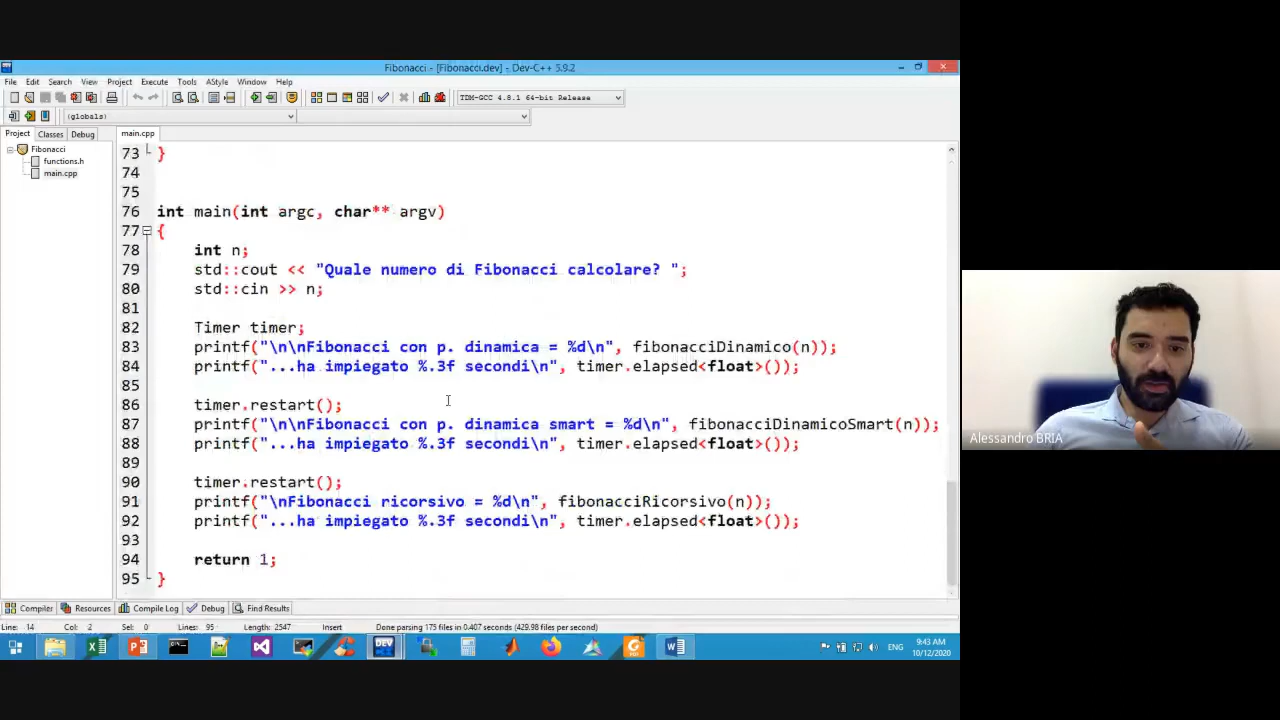 Fibonacci - [Fibonacci.dev] - Dev-C++ 5.9.2
File Edit Search View Project Execute Tools AStyle Window Help
TDM-GCC 4.8.1 64-bit Release
(globals)
Project Classes Debug
main.cpp
Fibonacci
functions.h
main.cpp
73 }
74
75
76 int main(int argc, char** argv)
77 {
78 int n;
79 std::cout << "Quale numero di Fibonacci calcolare? ";
80 std::cin >> n;
81
82 Timer timer;
83 printf("\n\nFibonacci con p. dinamica = %d\n", fibonacciDinamico(n));
84 printf("...ha impiegato %.3f secondi\n", timer.elapsed<float>());
85
86 timer.restart();
87 printf("\n\nFibonacci con p. dinamica smart = %d\n", fibonacciDinamicoSmart(n));
88 printf("...ha impiegato %.3f secondi\n", timer.elapsed<float>());
89
90 timer.restart();
91 printf("\nFibonacci ricorsivo = %d\n", fibonacciRicorsivo(n));
92 printf("...ha impiegato %.3f secondi\n", timer.elapsed<float>());
93
94 return 1;
95 }
Compiler Resources Compile Log Debug Find Results
Line: 14 Col: 2 Sel: 0 Lines: 95 Length: 2547 Insert Done parsing 175 files in 0.407 seconds (429.98 files per second)
DEV
ENG
9:43 AM
10/12/2020
Alessandro BRIA